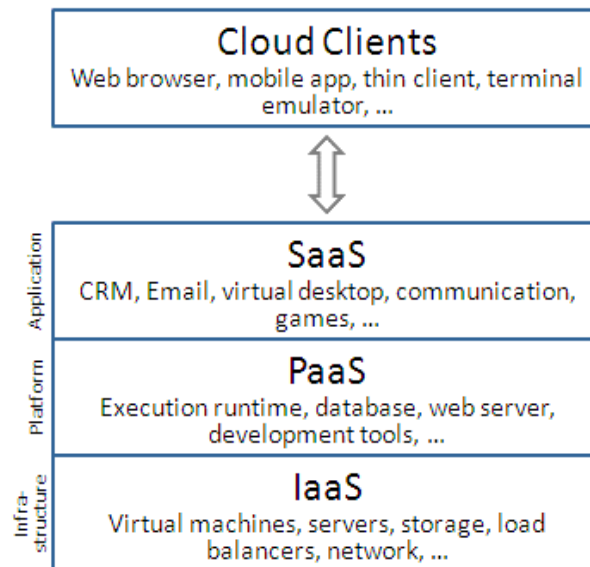 Cloud Clients
Web browser, mobile app, thin client, terminal
emulator, ...
Application
SaaS
CRM, Email, virtual desktop, communication,
games, ...
Platform
PaaS
Execution runtime, database, web server,
development tools, ...
Infra-
structure
IaaS
Virtual machines, servers, storage, load
balancers, network, ...